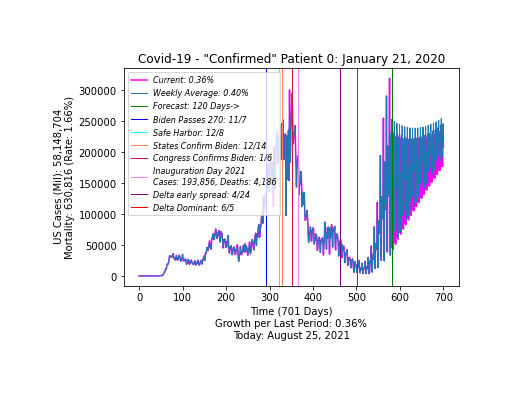 Covid-19 - "Confirmed" Patient 0: January 21, 2020
US Cases (Mil): 58,148,704
Mortality: 630,816 (Rate: 1.66%)
300000
250000
200000
150000
100000
50000
0
Current: 0.36%
Weekly Average: 0.40%
Forecast: 120 Days->
Biden Passes 270: 11/7
Safe Harbor: 12/8
States Confirm Biden: 12/14
Congress Confirms Biden: 1/6
Inauguration Day 2021
Cases: 193,856, Deaths: 4,186
Delta early spread: 4/24
Delta Dominant: 6/5
0 100 200 300 400 500 600 700
Time (701 Days)
Growth per Last Period: 0.36%
Today: August 25, 2021